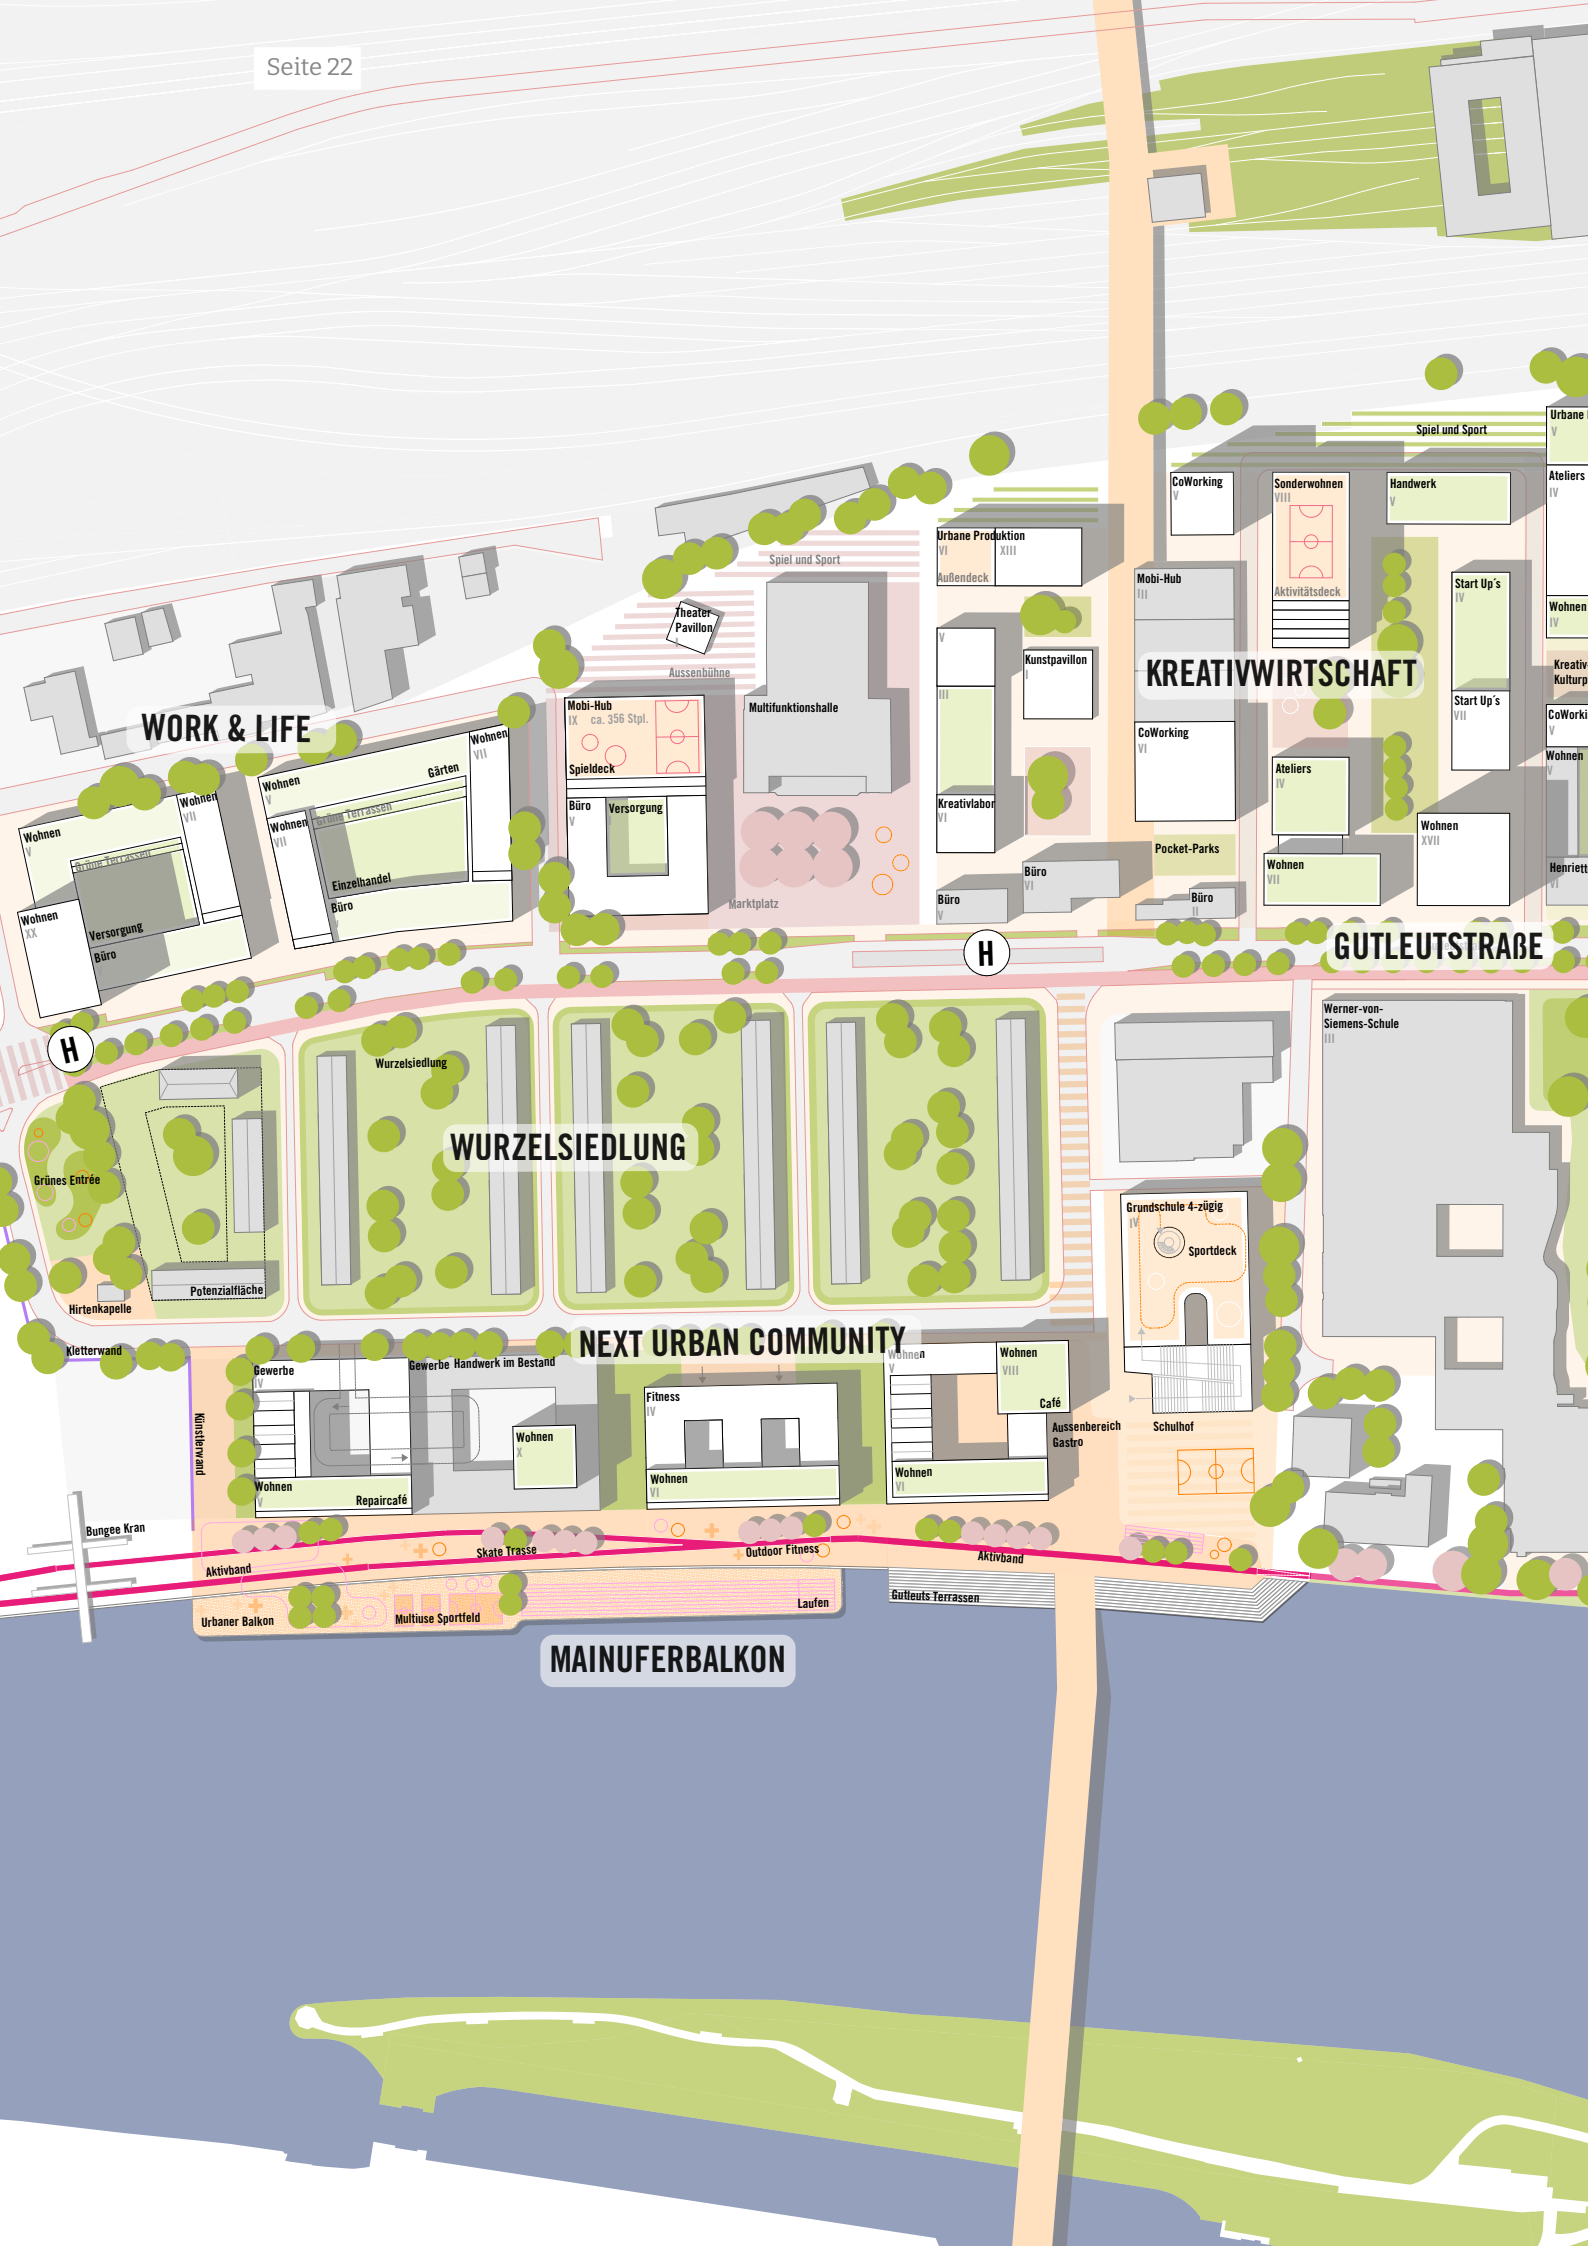 Seite 22
Spiel und Sport
Urbane
V
CoWorking
V
Sonderwohnen
VIII
Aktivitätsdeck
Handwerk
V
Ateliers
IV
Urbane Produktion
VI
XIII
Außendeck
Spiel und Sport
Theater
Pavillon
I
Aussenbühne
Mobi-Hub
III
Start Up´s
IV
Wohnen
IV
V
Kunstpavillon
I
KREATIVWIRTSCHAFT
Kreativ-
Kulturp
WORK & LIFE
Mobi-Hub
IX ca. 356 Stpl.
Spieldeck
Multifunktionshalle
III
Start Up´s
VII
CoWorki
V
CoWorking
VI
Wohnen
V
Wohnen
VII
Gärten
Wohnen
V
Ateliers
IV
Wohnen
VII
Grüne Terrassen
Wohnen
VII
Büro
V
Versorgung
Kreativlabor
VI
Wohnen
V
Grüne Terrassen
Wohnen
XVII
Pocket-Parks
Wohnen
VII
Henriett
VI
Einzelhandel
Büro
Büro
VI
Büro
V
Büro
II
Marktplatz
Wohnen
XX
Versorgung
Büro
H
GUTLEUTSTRAßE
H
Werner-von-
Siemens-Schule
III
Wurzelsiedlung
WURZELSIEDLUNG
Grünes Entrée
Potenzialfläche
Hirtenkapelle
Grundschule 4-zügig
IV
Sportdeck
Kletterwand
NEXT URBAN COMMUNITY
Gewerbe
IV
Gewerbe Handwerk im Bestand
Wohnen
V
Wohnen
VIII
Café
Fitness
IV
Künstlerwand
Wohnen
X
Aussenbereich
Gastro
Schulhof
Wohnen
V
Repaircafé
Wohnen
VI
Wohnen
VI
Bungee Kran
Aktivband
Skate Trasse
Outdoor Fitness
Aktivband
Urbaner Balkon
Multiuse Sportfeld
Laufen
Gutleuts Terrassen
MAINUFERBALKON